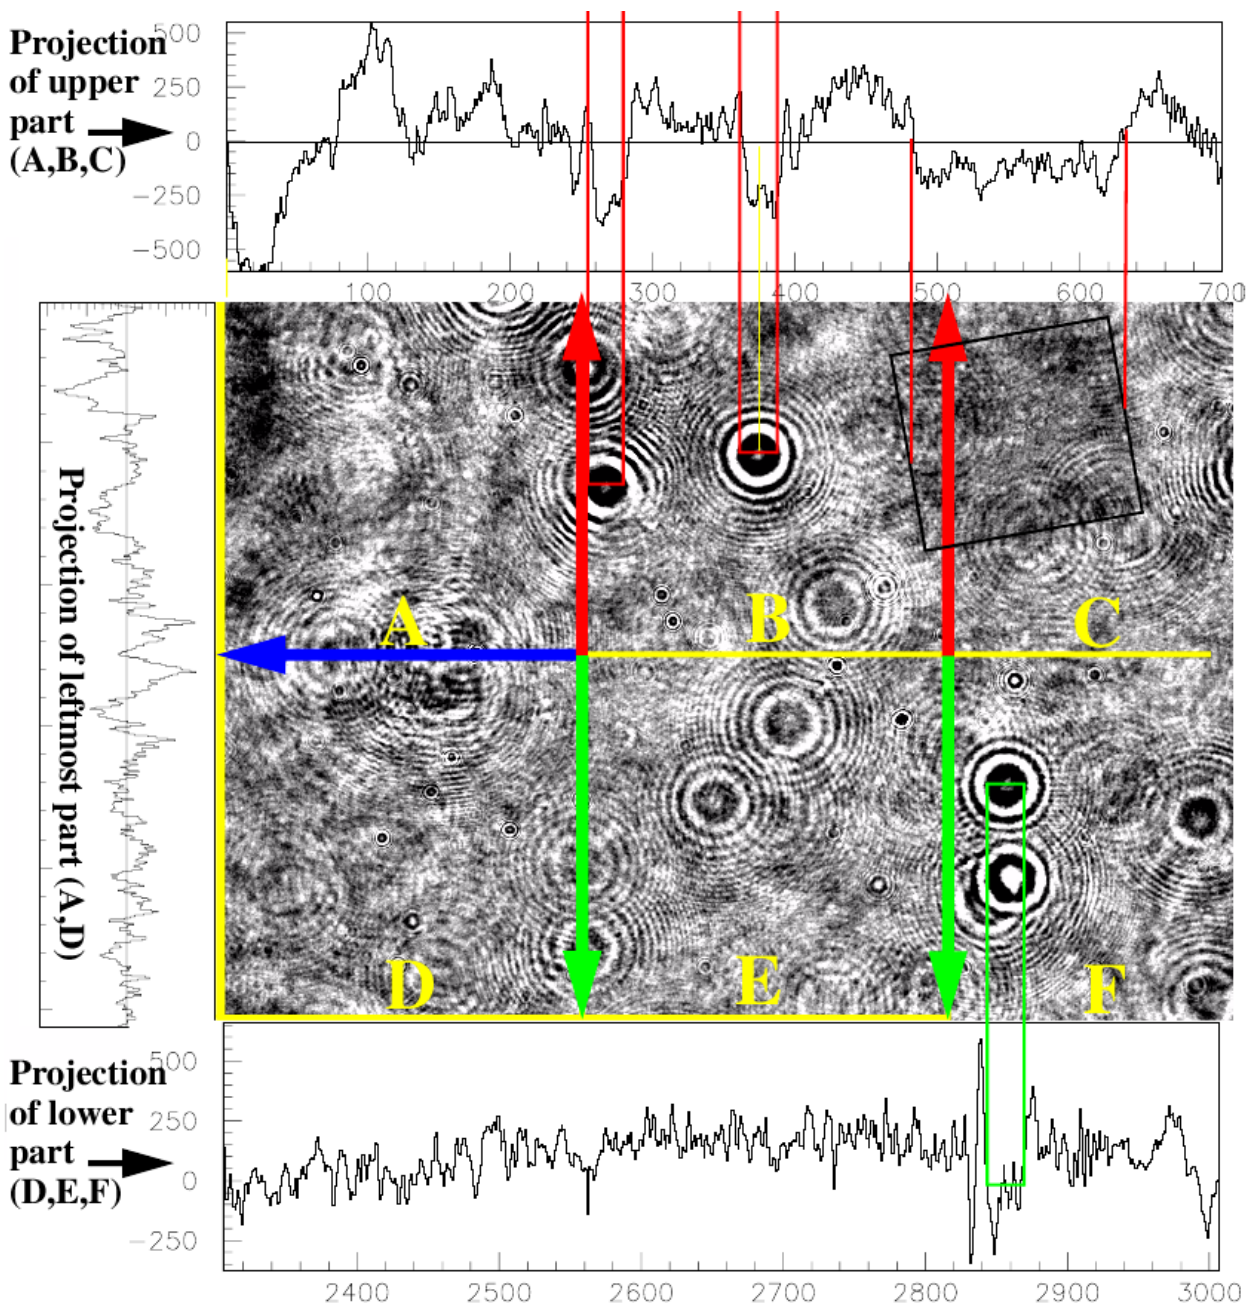 Projection
of upper
part
(A,B,C)
500
250
0
−250
−500
100
200
300
400
500
600
700
Projection of leftmost part (A,D)
A
B
C
D
E
F
Projection
of lower
part
(D,E,F)
500
250
0
−250
2400
2500
2600
2700
2800
2900
3000